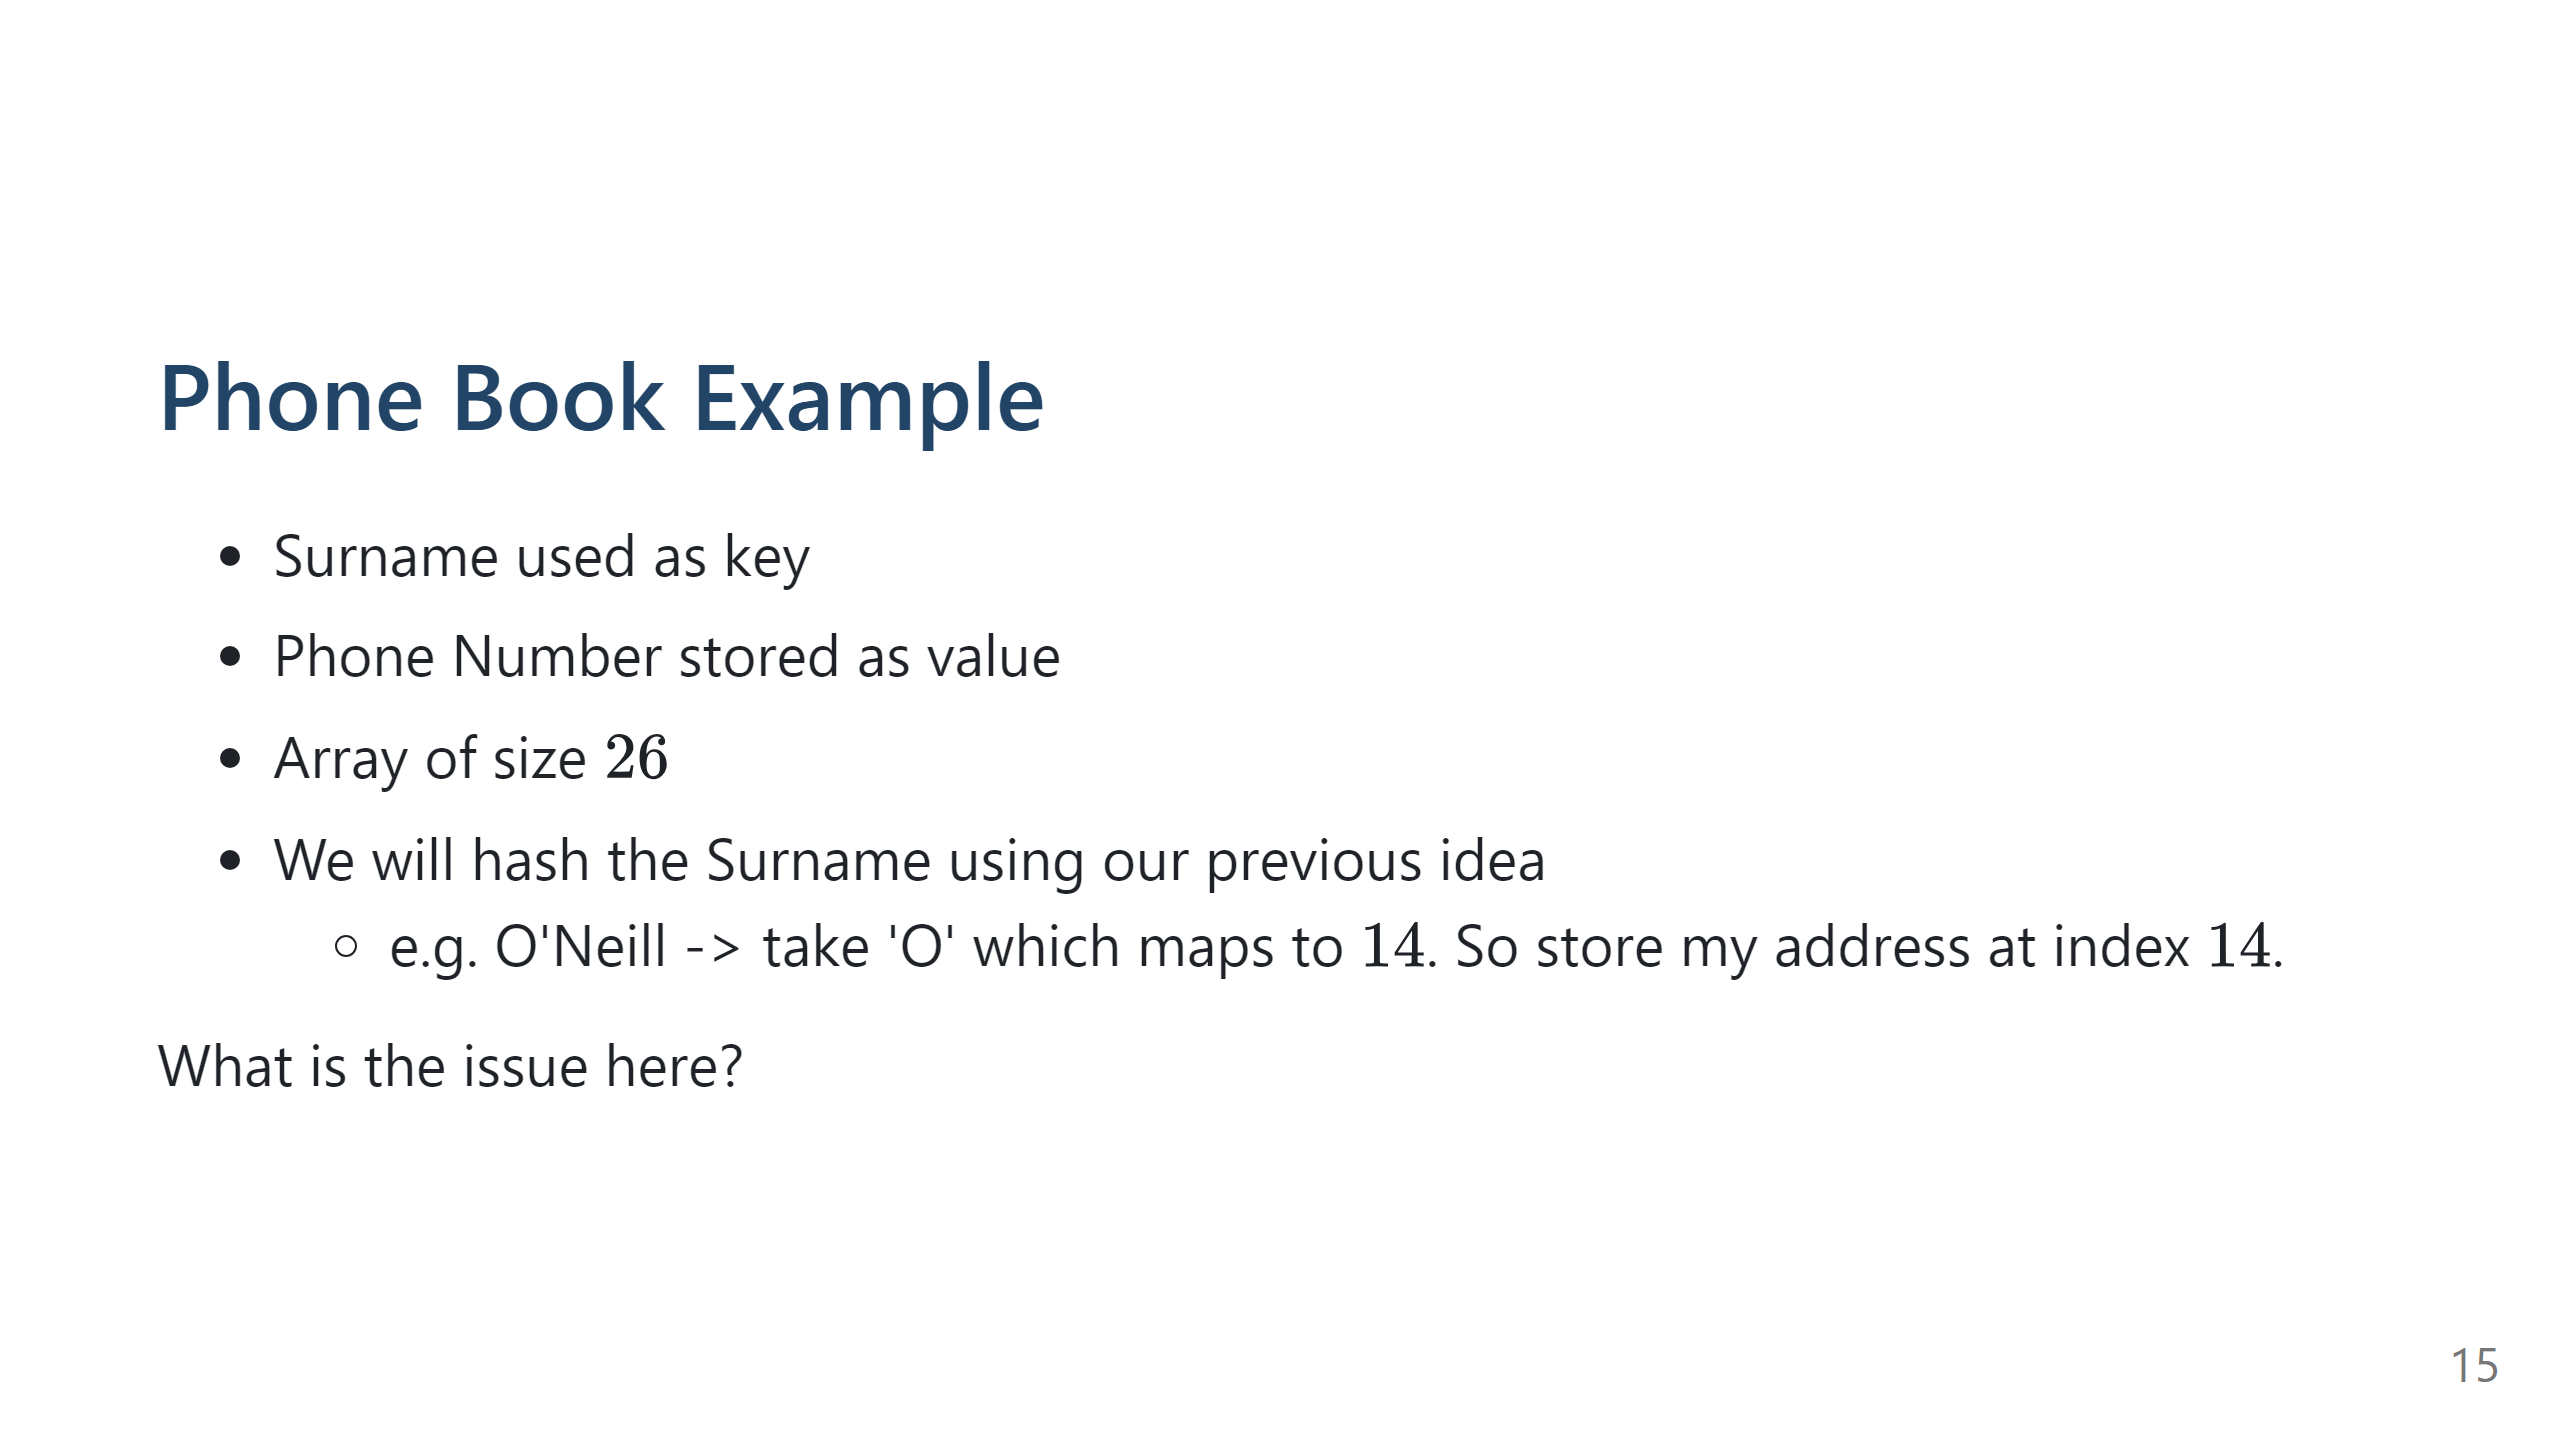 Phone Book Example
• Surname used as key
• Phone Number stored as value
• Array of size 26
• We will hash the Surname using our previous idea
◦ e.g. O'Neill -> take 'O' which maps to 14. So store my address at index 14.
What is the issue here?
15